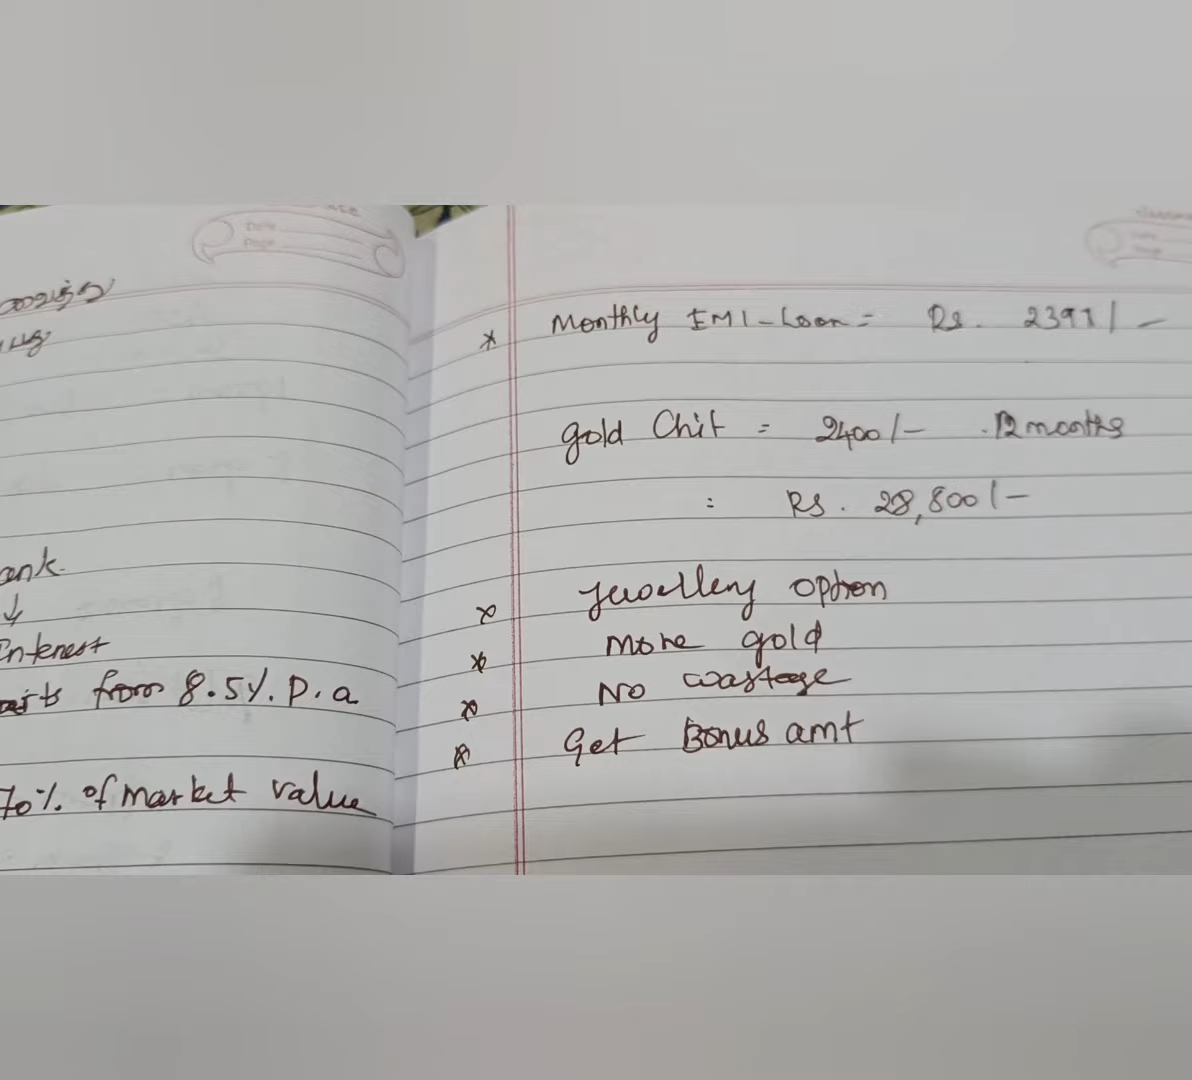 ank.
↓
Interest
from 8.5%. P.a
70% of market value
* Monthly EMI-Loan = Rs. 2391/-
gold Chit = 2400/- 12 months
: Rs. 28,800/-
* Jewellery option
* More gold
* No wastage
* Get Bonus amt